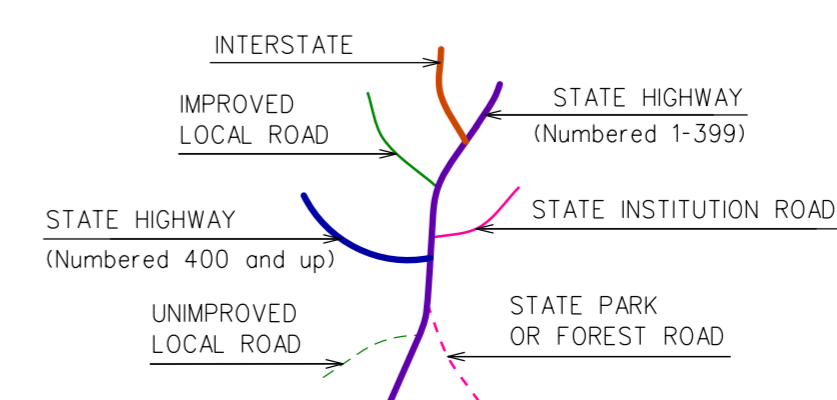 INTERSTATE
IMPROVED
LOCAL ROAD
STATE HIGHWAY
(Numbered 1-399)
STATE HIGHWAY
(Numbered 400 and up)
STATE INSTITUTION ROAD
UNIMPROVED
LOCAL ROAD
STATE PARK
OR FOREST ROAD